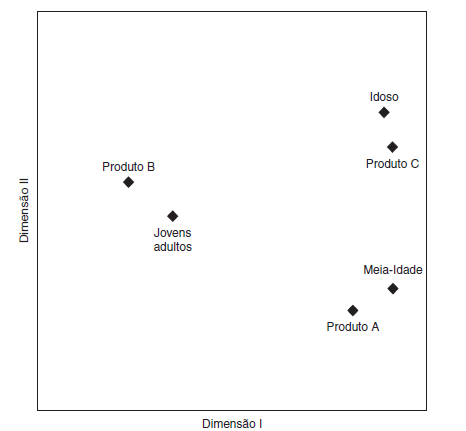 Idoso
Produto C
Produto B
Jovens
adultos
Meia-Idade
Produto A
Dimensão II
Dimensão I